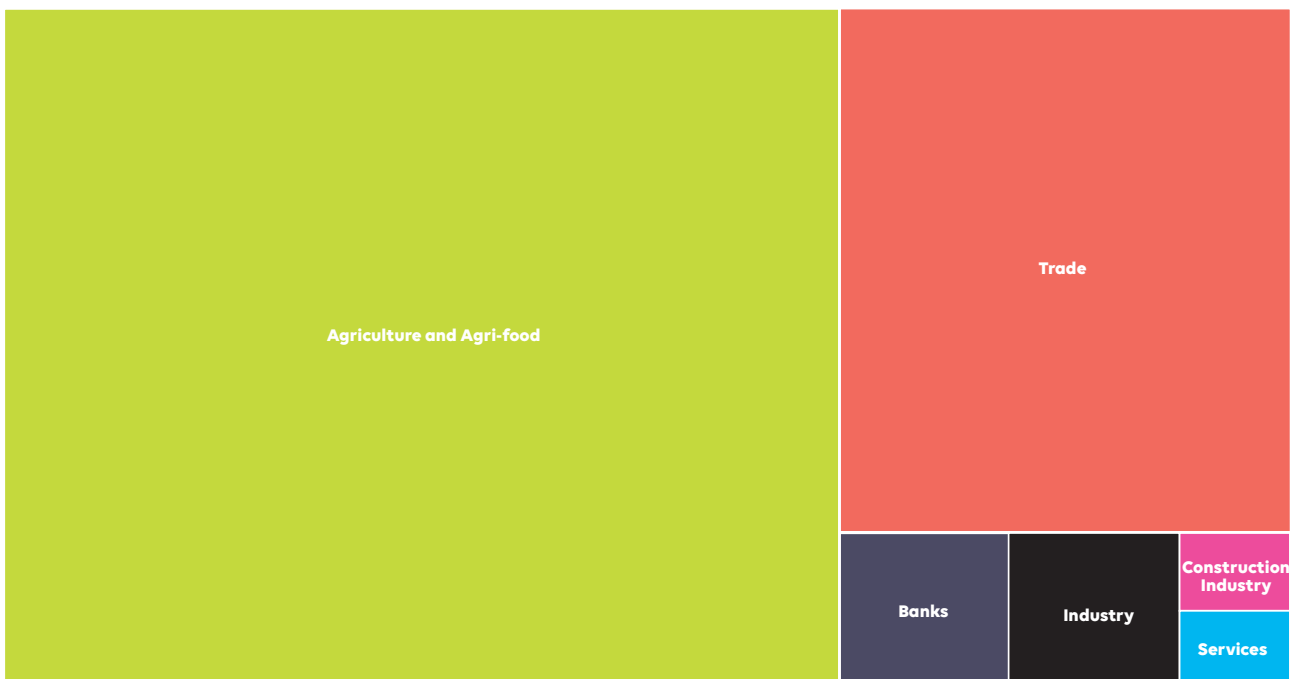 Agriculture and Agri-food
Trade
Banks
Industry
Construction
Industry
Services